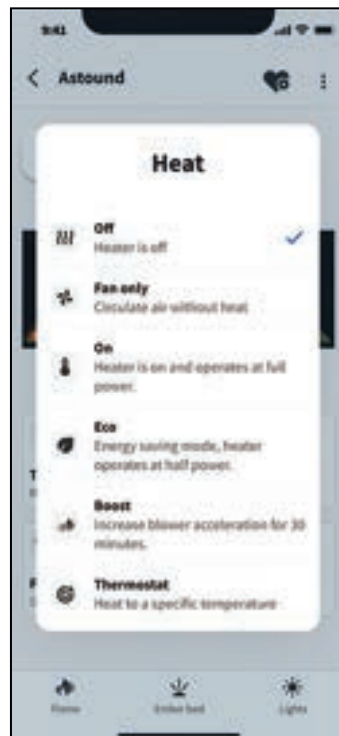 9:41
Astound
Heat
Off
Heater is off
Fan only
Circulate air without heat
On
Heater is on and operates at full
power.
Eco
Energy saving mode, heater
operates at half power.
Boost
Increase blower acceleration for 30
minutes.
Thermostat
Heat to a specific temperature
T
F
Flame
Ember bed
Lights